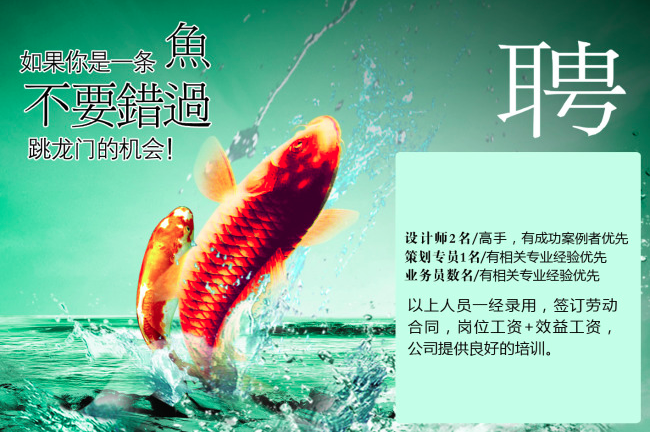 如果你是一条 魚
不要錯過
跳龙门的机会！
聘
设计师2名/高手，有成功案例者优先
策划专员1名/有相关专业经验优先
业务员数名/有相关专业经验优先
以上人员一经录用，签订劳动
合同，岗位工资+效益工资，
公司提供良好的培训。